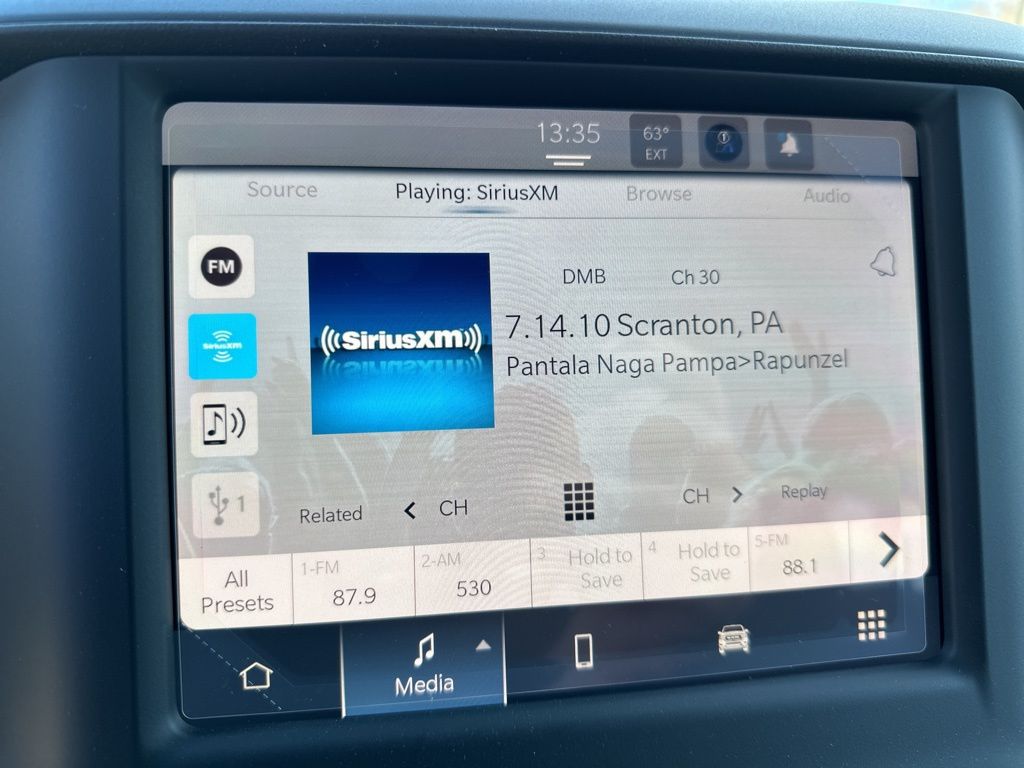 13:35
63°
EXT
Source Playing: SiriusXM Browse Audio
FM
DMB Ch 30
SiriusXM
((SiriusXM))
7.14.10 Scranton, PA
Pantala Naga Pampa>Rapunzel
1
Related < CH CH > Replay
All Presets
1-FM
87.9
2-AM
530
3 Hold to
Save
4 Hold to
Save
5-FM
88.1
Media